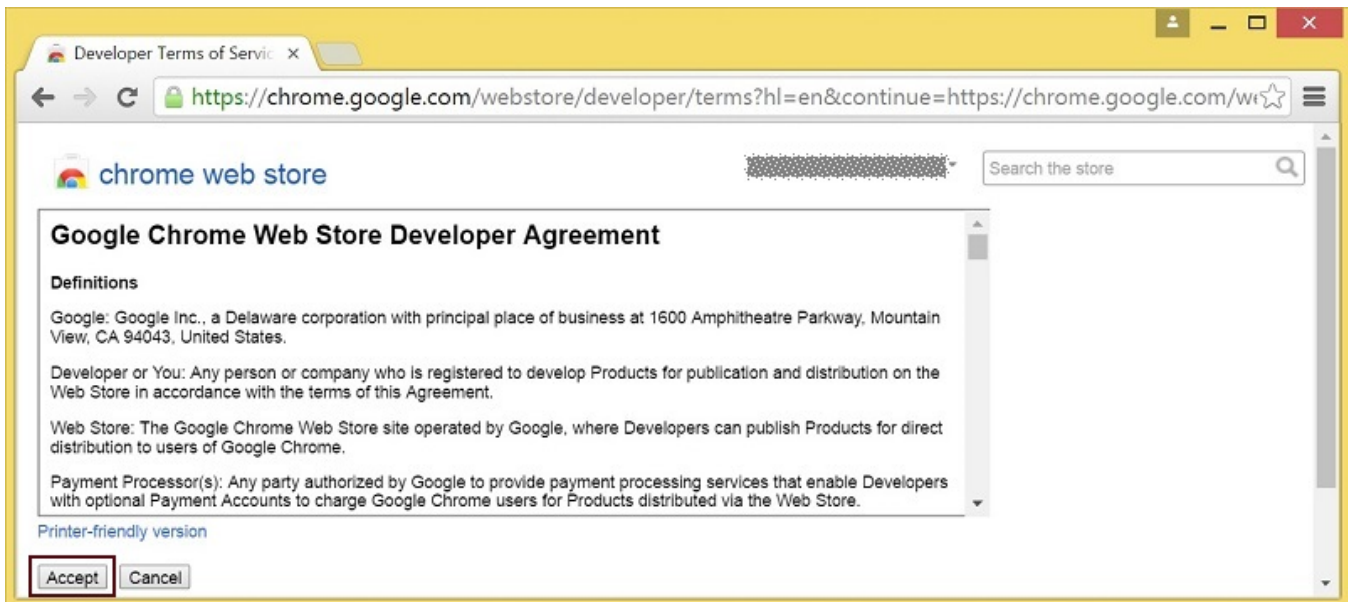 Developer Terms of Servic
https://chrome.google.com/webstore/developer/terms?hl=en&continue=https://chrome.google.com/we
chrome web store
Search the store
Google Chrome Web Store Developer Agreement
Definitions
Google: Google Inc., a Delaware corporation with principal place of business at 1600 Amphitheatre Parkway, Mountain
View, CA 94043, United States.
Developer or You: Any person or company who is registered to develop Products for publication and distribution on the
Web Store in accordance with the terms of this Agreement.
Web Store: The Google Chrome Web Store site operated by Google, where Developers can publish Products for direct
distribution to users of Google Chrome.
Payment Processor(s): Any party authorized by Google to provide payment processing services that enable Developers
with optional Payment Accounts to charge Google Chrome users for Products distributed via the Web Store.
Printer-friendly version
Accept Cancel